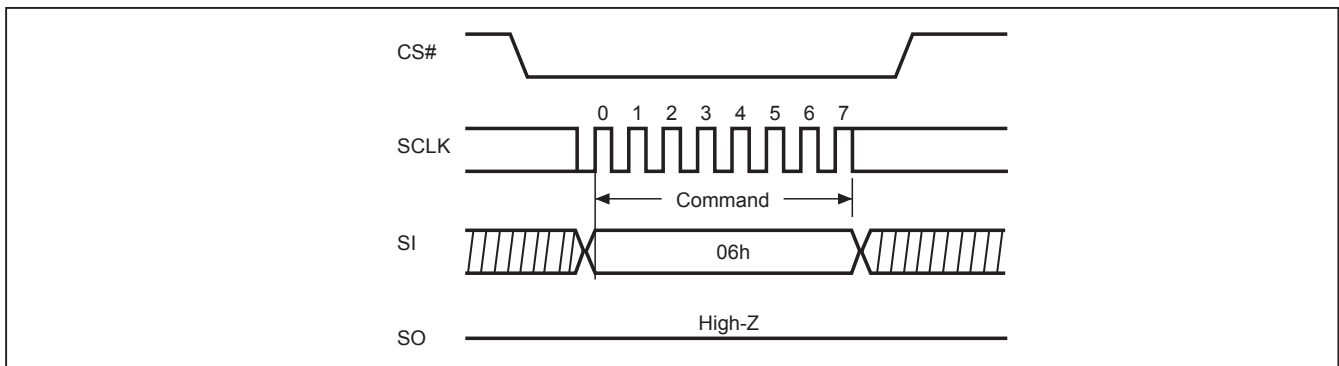 CS#
0 1 2 3 4 5 6 7
SCLK
Command
SI
06h
High-Z
SO